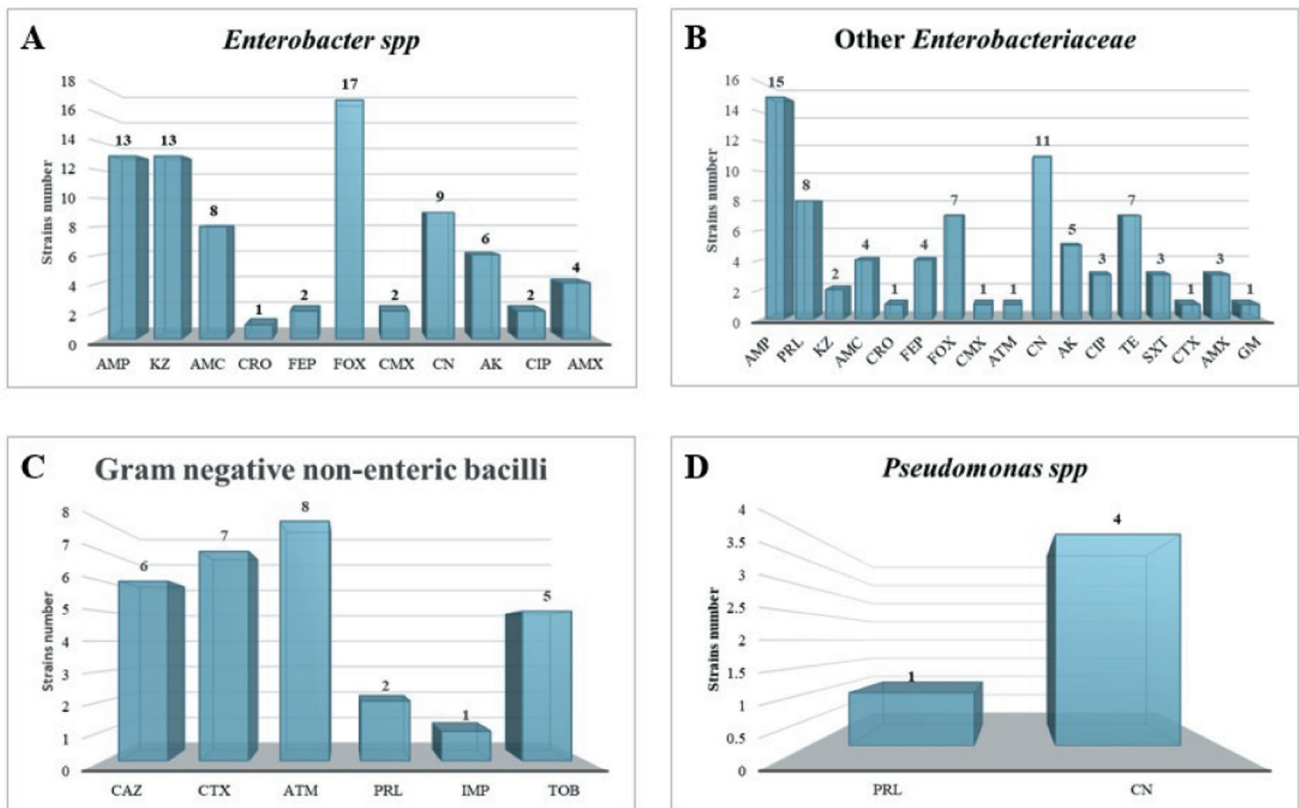 A
Enterobacter spp
Strains number
18
16
14
12
10
8
6
4
2
0
13 13 8 1 2 17 2 9 6 2 4
AMP KZ AMC CRO FEP FOX CMX CN AK CIP AMX
B
Other Enterobacteriaceae
Strains number
16
14
12
10
8
6
4
2
0
15 8 2 4 1 4 7 1 1 11 5 3 7 3 1 3 1
AMP PRL KZ AMC CRO FEP FOX CMX ATM CN AK CIP TE SXT CTX AMX GM
C
Gram negative non-enteric bacilli
Strains number
8
7
6
5
4
3
2
1
0
6 7 8 2 1 5
CAZ CTX ATM PRL IMP TOB
D
Pseudomonas spp
Strains number
4
3.5
3
2.5
2
1.5
1
0.5
0
1 4
PRL CN